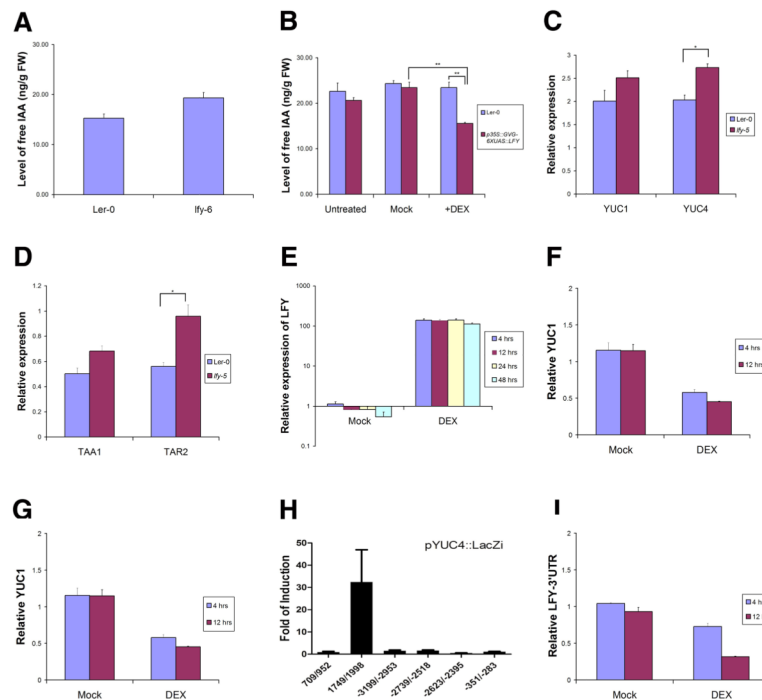 A
Level of free IAA (ng/g FW)
30.00
20.00
10.00
0.00
Ler-0
lfy-6
B
Level of free IAA (ng/g FW)
30.00
20.00
10.00
0.00
**
**
Untreated
Mock
+DEX
Ler-0
p35S::GVG-
6XUAS::LFY
C
Relative expression
3
2.5
2
1.5
1
0.5
0
*
YUC1
YUC4
Ler-0
lfy-5
D
Relative expression
1.2
1
0.8
0.6
0.4
0.2
0
*
TAA1
TAR2
Ler-0
lfy-5
E
Relative expression of LFY
1000
100
10
1
0.1
Mock
DEX
4 hrs
12 hrs
24 hrs
48 hrs
F
Relative YUC1
2
1.5
1
0.5
0
Mock
DEX
4 hrs
12 hrs
G
Relative YUC1
2
1.5
1
0.5
0
Mock
DEX
4 hrs
12 hrs
H
pYUC4::LacZi
Fold of Induction
50
40
30
20
10
0
709/952
1749/1998
-3199/-2953
-2739/-2518
-2623/-2395
-351/-283
I
Relative LFY-3'UTR
2
1.5
1
0.5
0
Mock
DEX
4 h
12